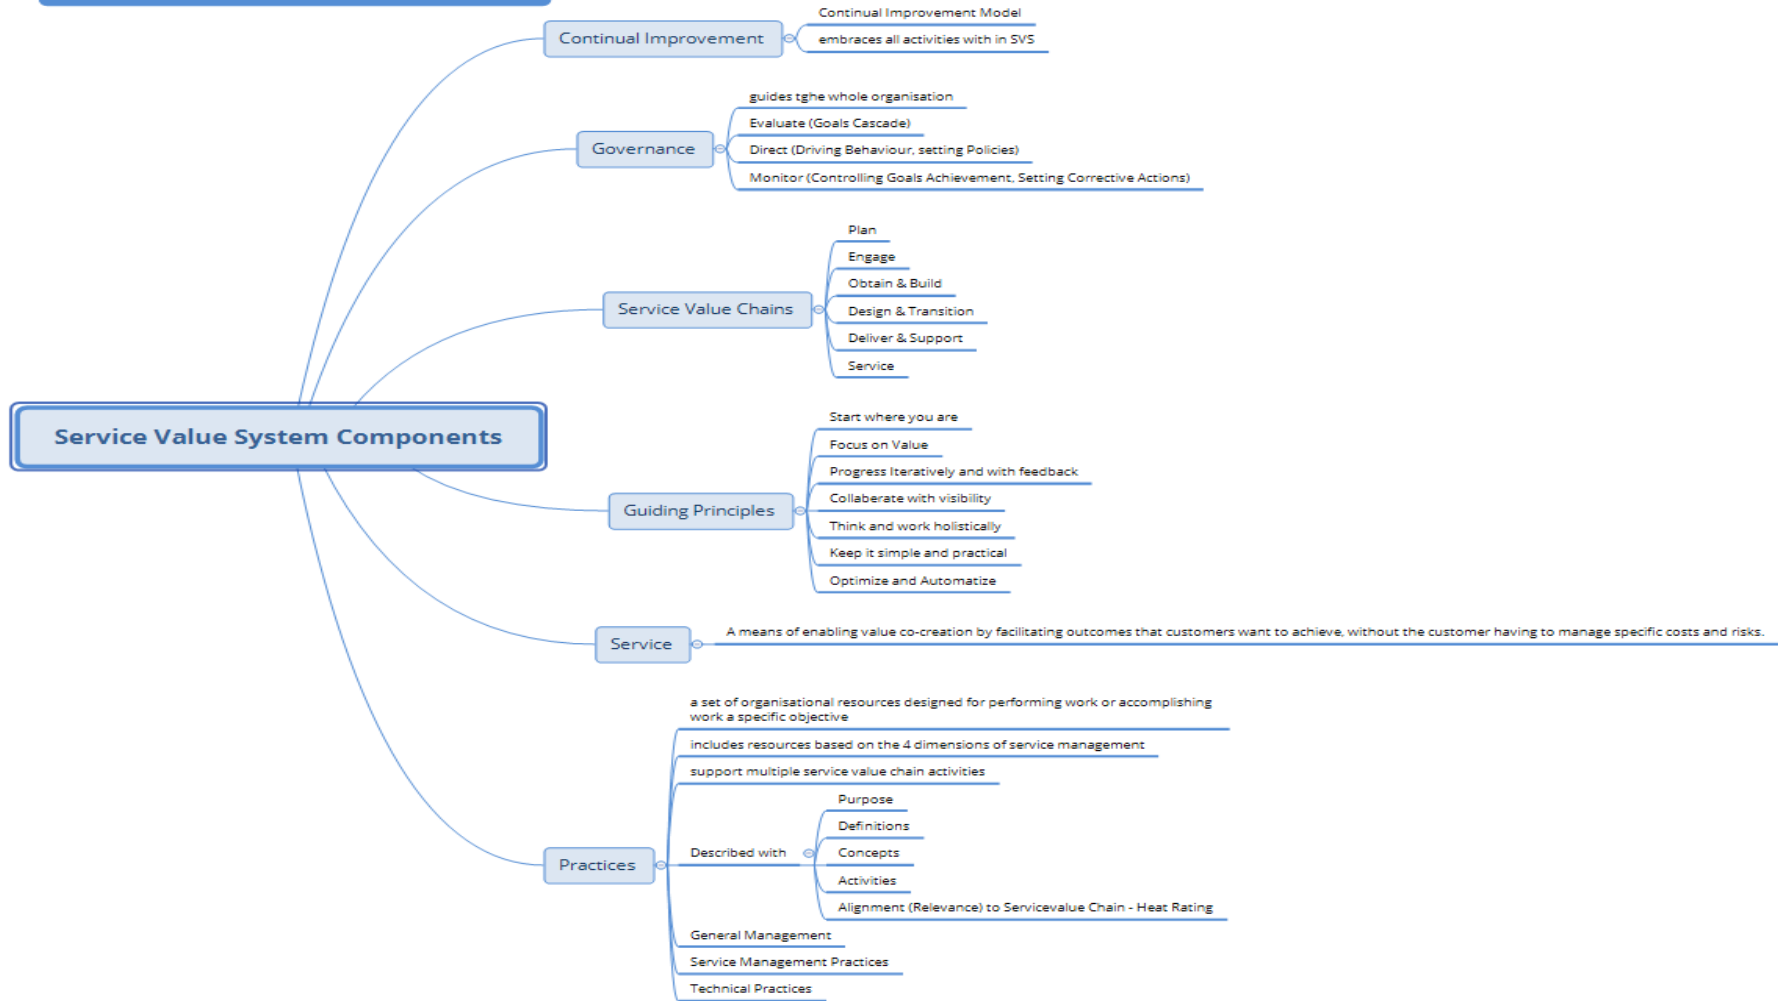 Continual Improvement Model
Continual Improvement
embraces all activities with in SVS
guides tghe whole organisation
Evaluate (Goals Cascade)
Governance
Direct (Driving Behaviour, setting Policies)
Monitor (Controlling Goals Achievement, Setting Corrective Actions)
Plan
Engage
Obtain & Build
Service Value Chains
Design & Transition
Deliver & Support
Service
Service Value System Components
Start where you are
Focus on Value
Progress Iteratively and with feedback
Collaberate with visibility
Guiding Principles
Think and work holistically
Keep it simple and practical
Optimize and Automatize
Service
A means of enabling value co-creation by facilitating outcomes that customers want to achieve, without the customer having to manage specific costs and risks.
a set of organisational resources designed for performing work or accomplishing
work a specific objective
includes resources based on the 4 dimensions of service management
support multiple service value chain activities
Practices
Described with
Purpose
Definitions
Concepts
Activities
Alignment (Relevance) to Servicevalue Chain - Heat Rating
General Management
Service Management Practices
Technical Practices